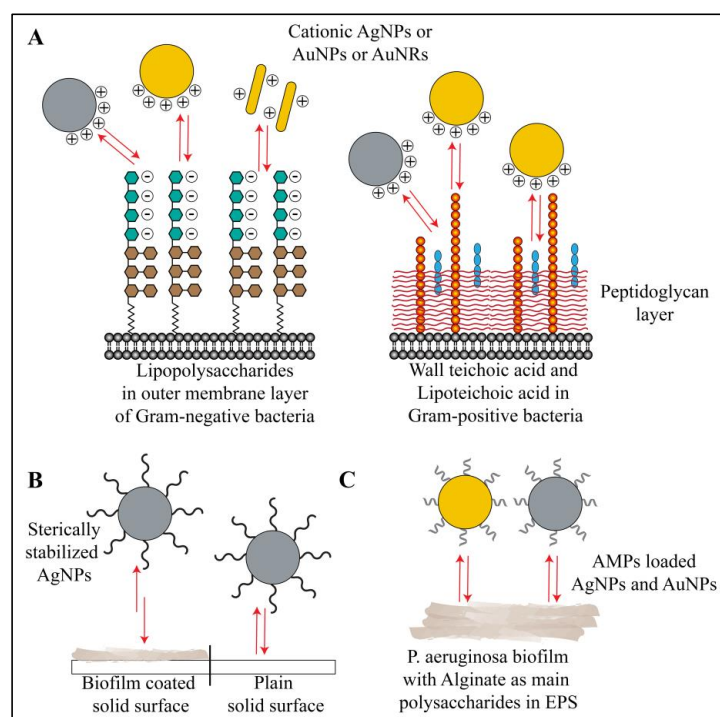 A
Cationic AgNPs or
AuNPs or AuNRs
Peptidoglycan
layer
Lipopolysaccharides
in outer membrane layer
of Gram-negative bacteria
Wall teichoic acid and
Lipoteichoic acid in
Gram-positive bacteria
B
Sterically
stabilized
AgNPs
Biofilm coated
solid surface
Plain
solid surface
C
AMPs loaded
AgNPs and AuNPs
P. aeruginosa biofilm
with Alginate as main
polysaccharides in EPS